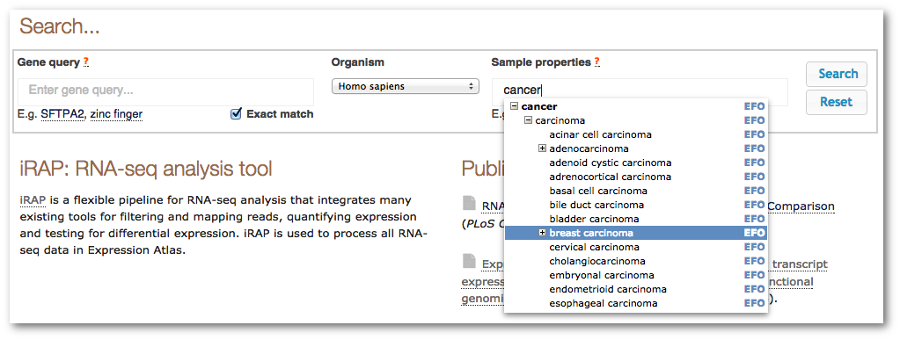 Search...
Gene query ?
Organism
Sample properties ?
Enter gene query...
Homo sapiens
cancer
Search
Reset
E.g. SFTPA2, zinc finger
Exact match
cancer EFO
carcinoma EFO
acinar cell carcinoma EFO
adenocarcinoma EFO
adenoid cystic carcinoma EFO
adrenocortical carcinoma EFO
basal cell carcinoma EFO
bile duct carcinoma EFO
bladder carcinoma EFO
breast carcinoma EFO
cervical carcinoma EFO
cholangiocarcinoma EFO
embryonal carcinoma EFO
endometrioid carcinoma EFO
esophageal carcinoma EFO
iRAP: RNA-seq analysis tool
iRAP is a flexible pipeline for RNA-seq analysis that integrates many
existing tools for filtering and mapping reads, quantifying expression
and testing for differential expression. iRAP is used to process all RNA-
seq data in Expression Atlas.
Publi
RNA Comparison
(PLoS
Exp transcript
expres nctional
genomi ).